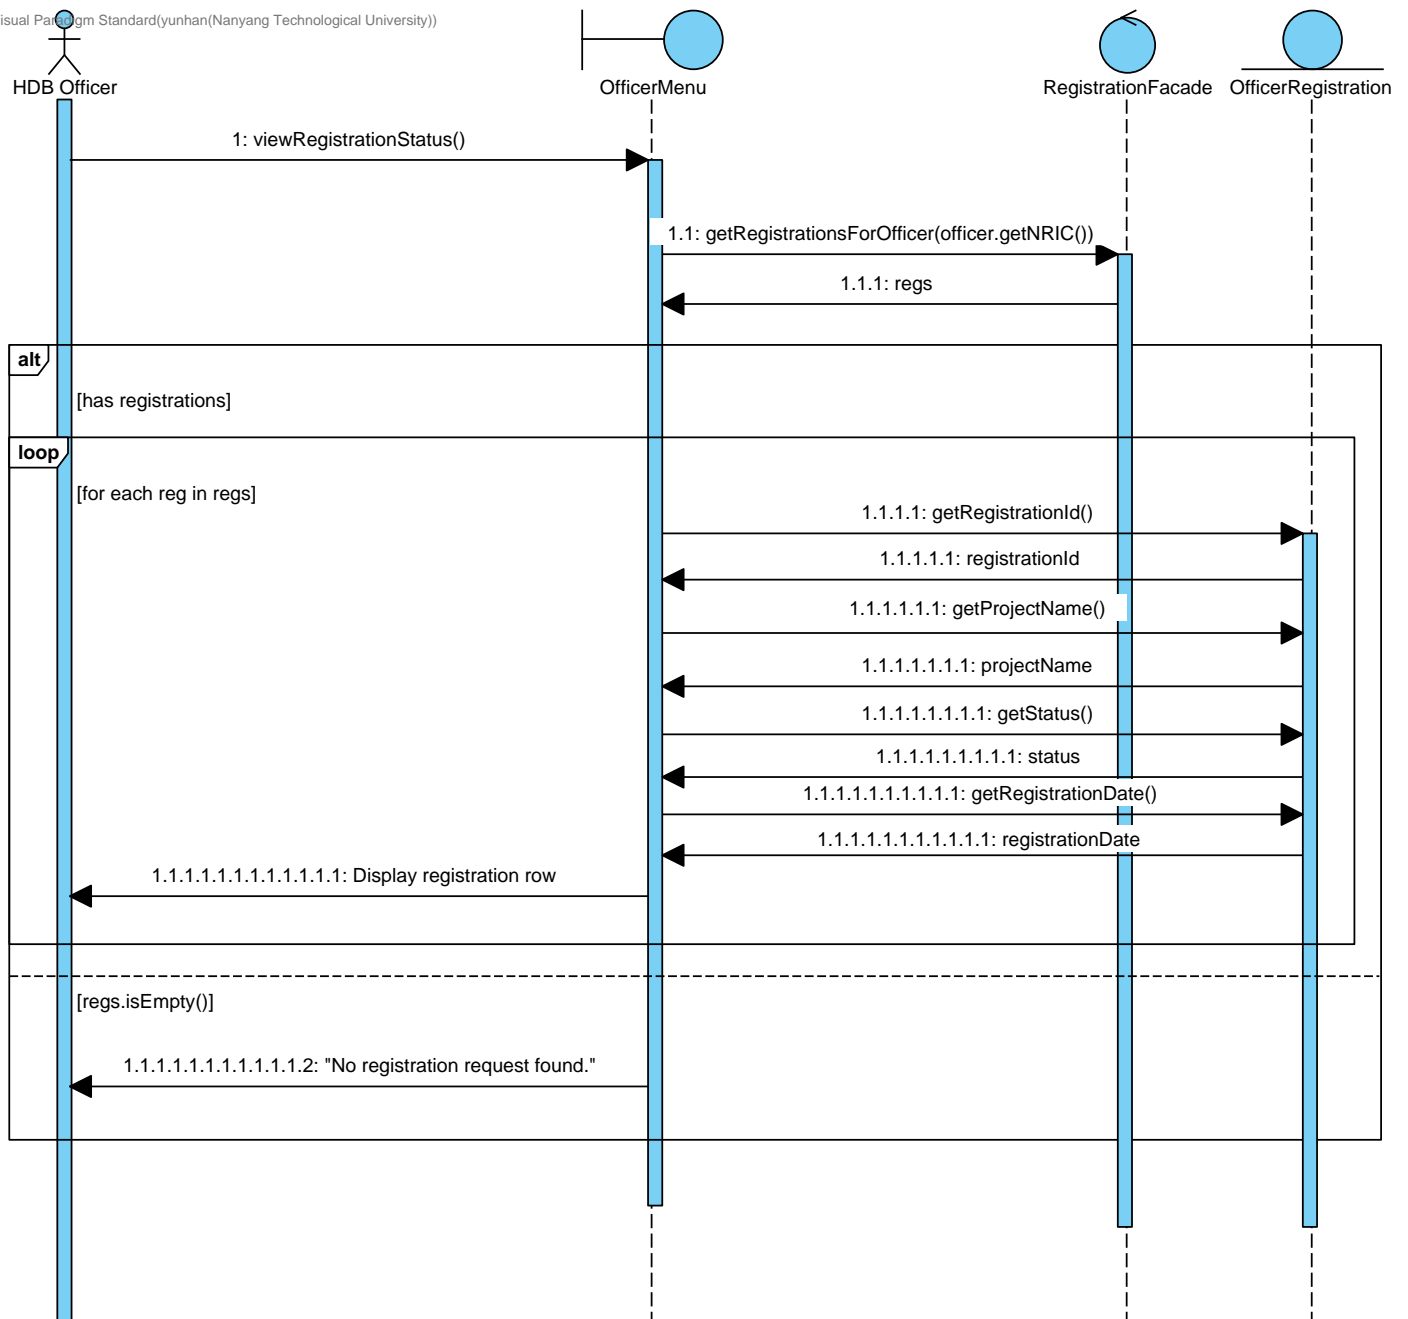 isual Paradigm Standard(yunhan(Nanyang Technological University))
HDB Officer
OfficerMenu
RegistrationFacade
OfficerRegistration
1: viewRegistrationStatus()
1.1: getRegistrationsForOfficer(officer.getNRIC())
1.1.1: regs
alt
[has registrations]
loop
[for each reg in regs]
1.1.1.1: getRegistrationId()
1.1.1.1.1: registrationId
1.1.1.1.1.1: getProjectName()
1.1.1.1.1.1.1: projectName
1.1.1.1.1.1.1.1: getStatus()
1.1.1.1.1.1.1.1.1: status
1.1.1.1.1.1.1.1.1.1: getRegistrationDate()
1.1.1.1.1.1.1.1.1.1.1: registrationDate
1.1.1.1.1.1.1.1.1.1.1.1: Display registration row
[regs.isEmpty()]
1.1.1.1.1.1.1.1.1.1.1.2: "No registration request found."